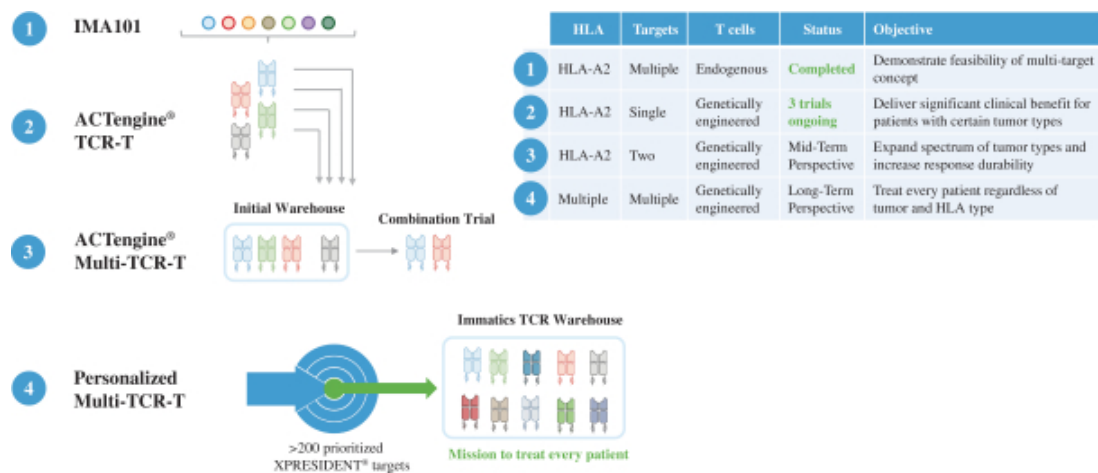 1 IMA101
2 ACTengine®
TCR-T
Initial Warehouse
Combination Trial
3 ACTengine®
Multi-TCR-T
Immatics TCR Warehouse
4 Personalized
Multi-TCR-T
>200 prioritized
XPRESIDENT® targets
Mission to treat every patient
HLA Targets T cells Status Objective
1 HLA-A2 Multiple Endogenous Completed Demonstrate feasibility of multi-target
concept
2 HLA-A2 Single Genetically
engineered 3 trials
ongoing Deliver significant clinical benefit for
patients with certain tumor types
3 HLA-A2 Two Genetically
engineered Mid-Term
Perspective Expand spectrum of tumor types and
increase response durability
4 Multiple Multiple Genetically
engineered Long-Term
Perspective Treat every patient regardless of
tumor and HLA type